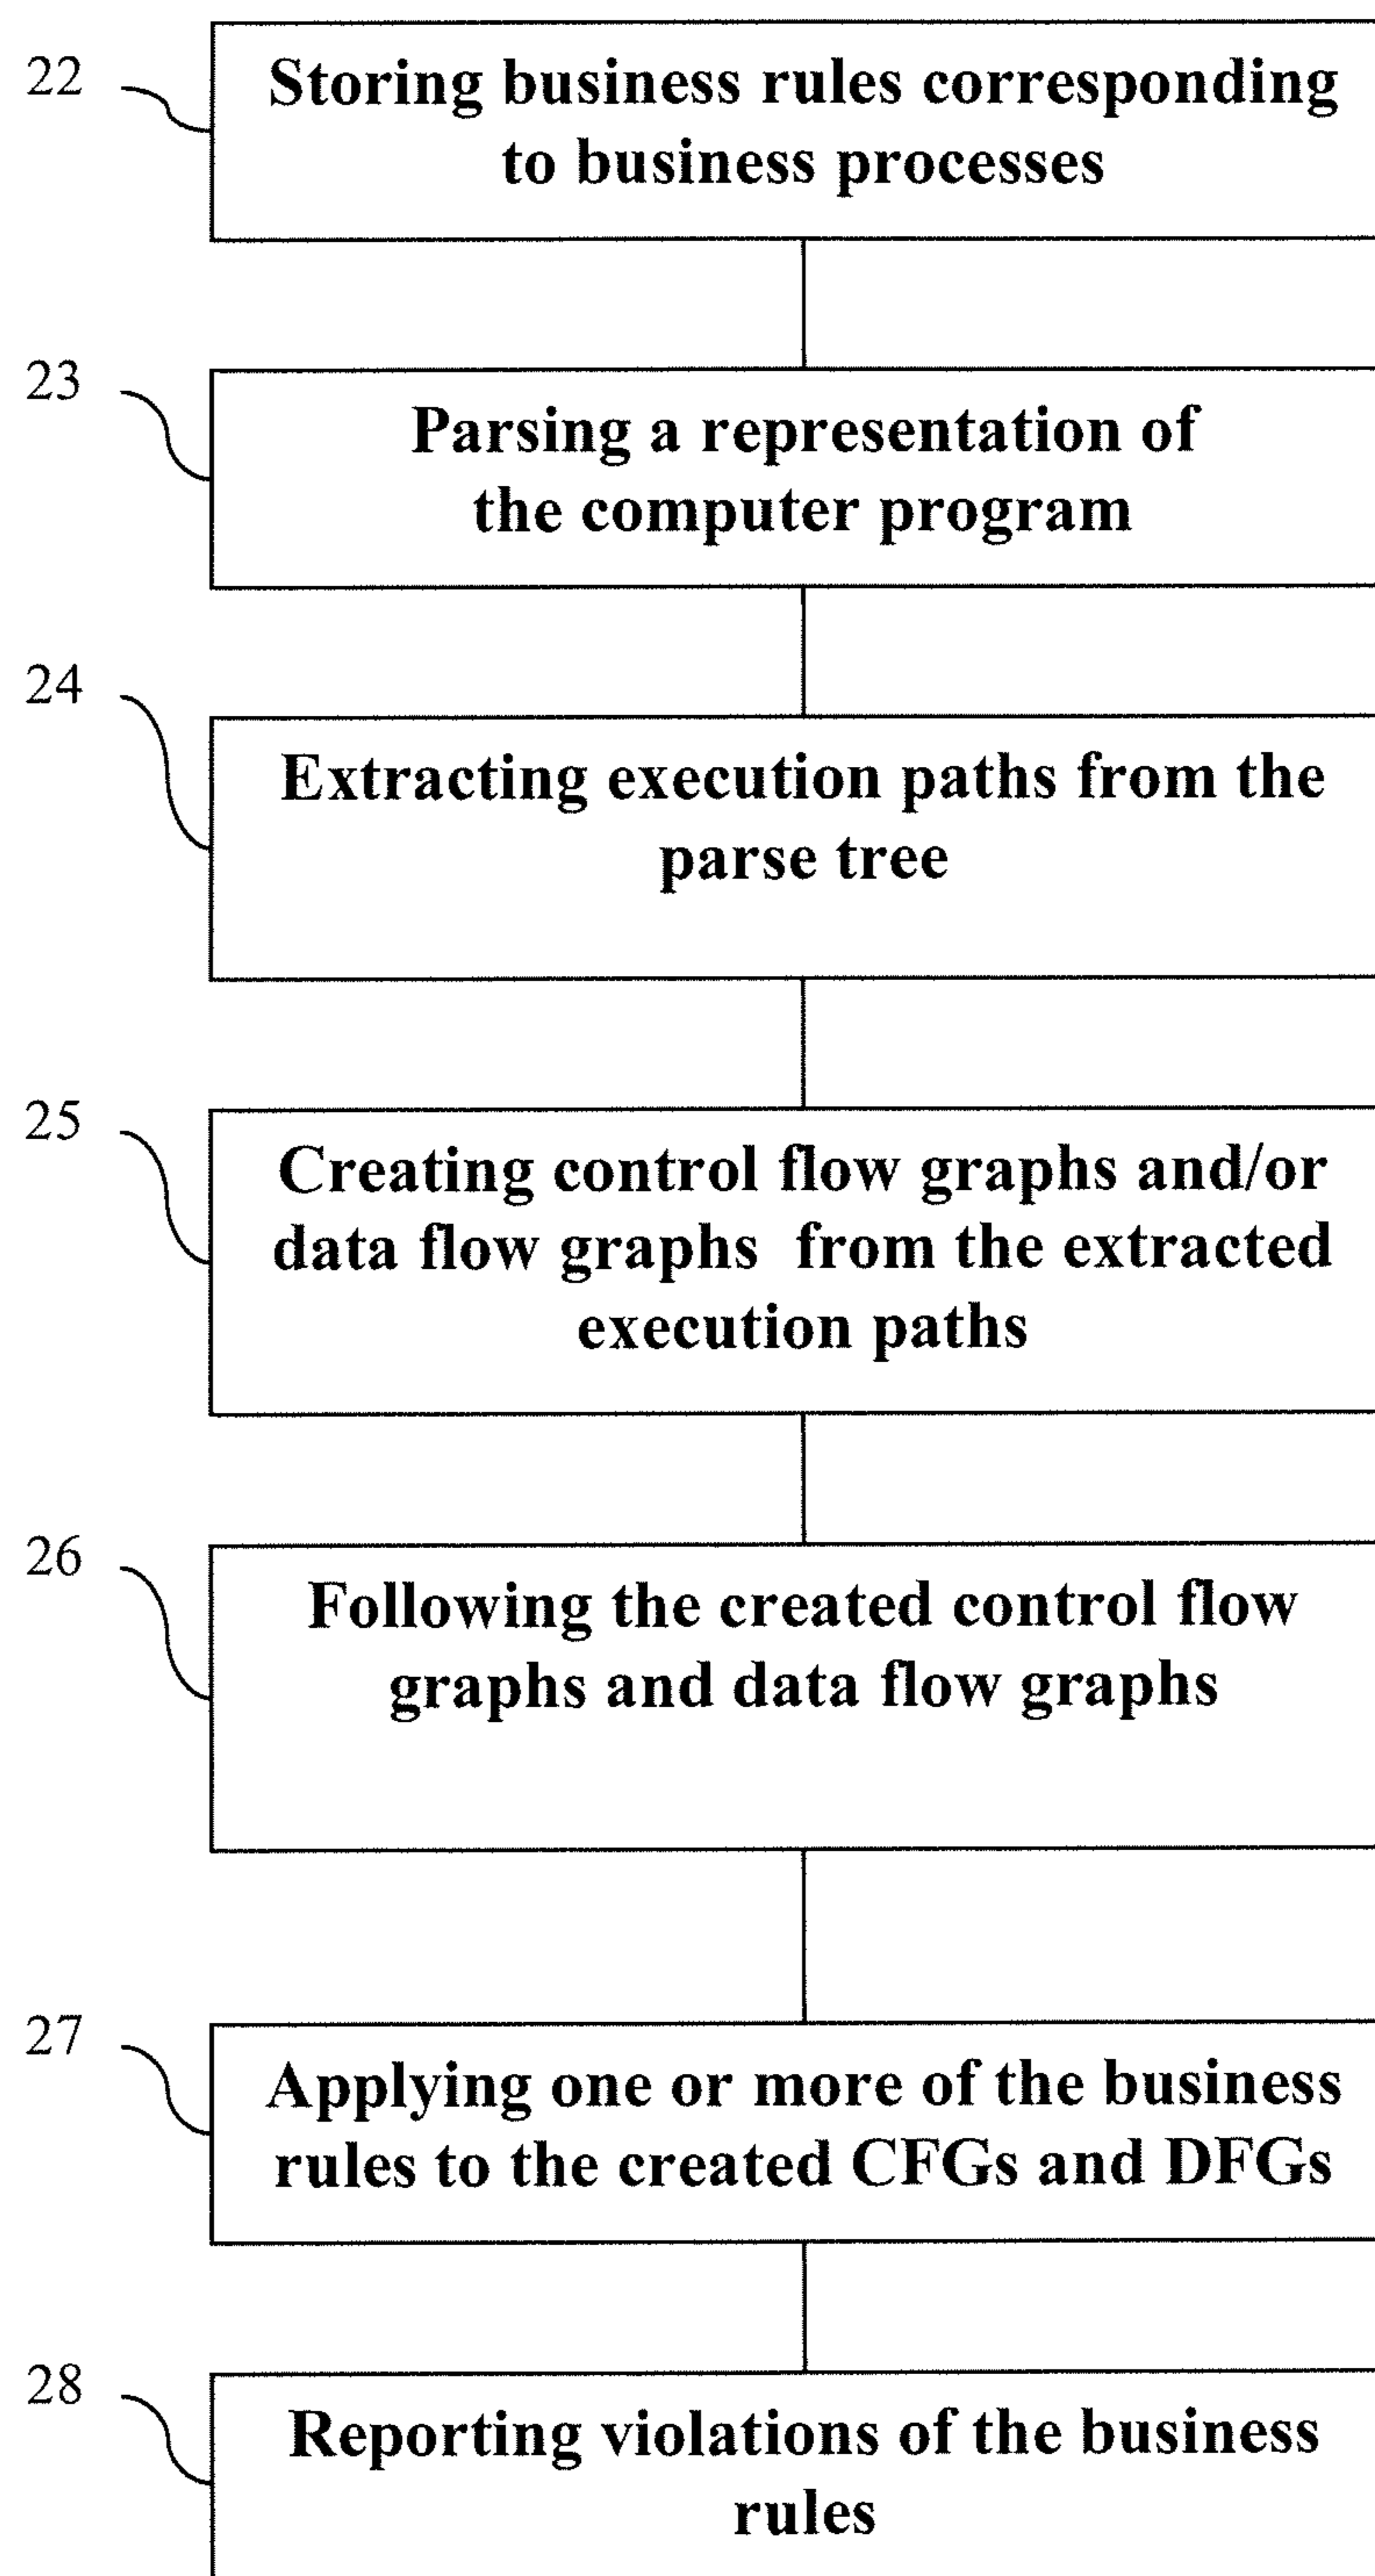 22
Storing business rules corresponding
to business processes
23
Parsing a representation of
the computer program
24
Extracting execution paths from the
parse tree
25
Creating control flow graphs and/or
data flow graphs from the extracted
execution paths
26
Following the created control flow
graphs and data flow graphs
27
Applying one or more of the business
rules to the created CFGs and DFGs
28
Reporting violations of the business
rules